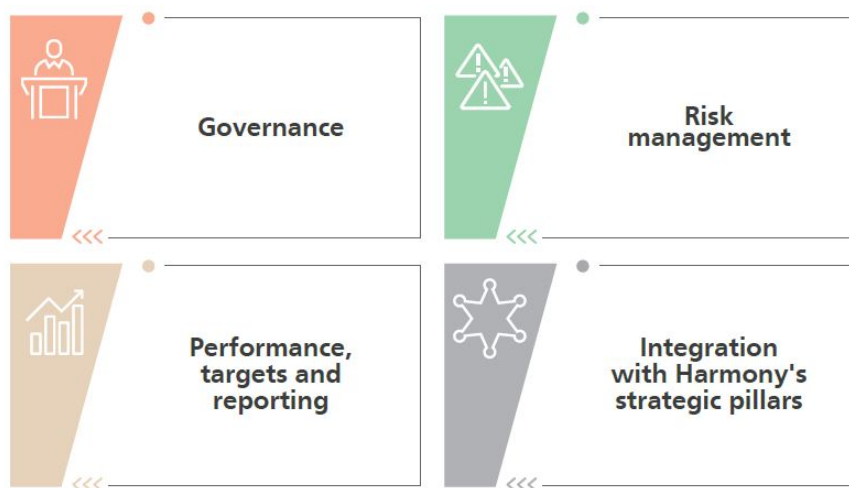 Governance
Risk
management
Performance,
targets and
reporting
Integration
with Harmony's
strategic pillars